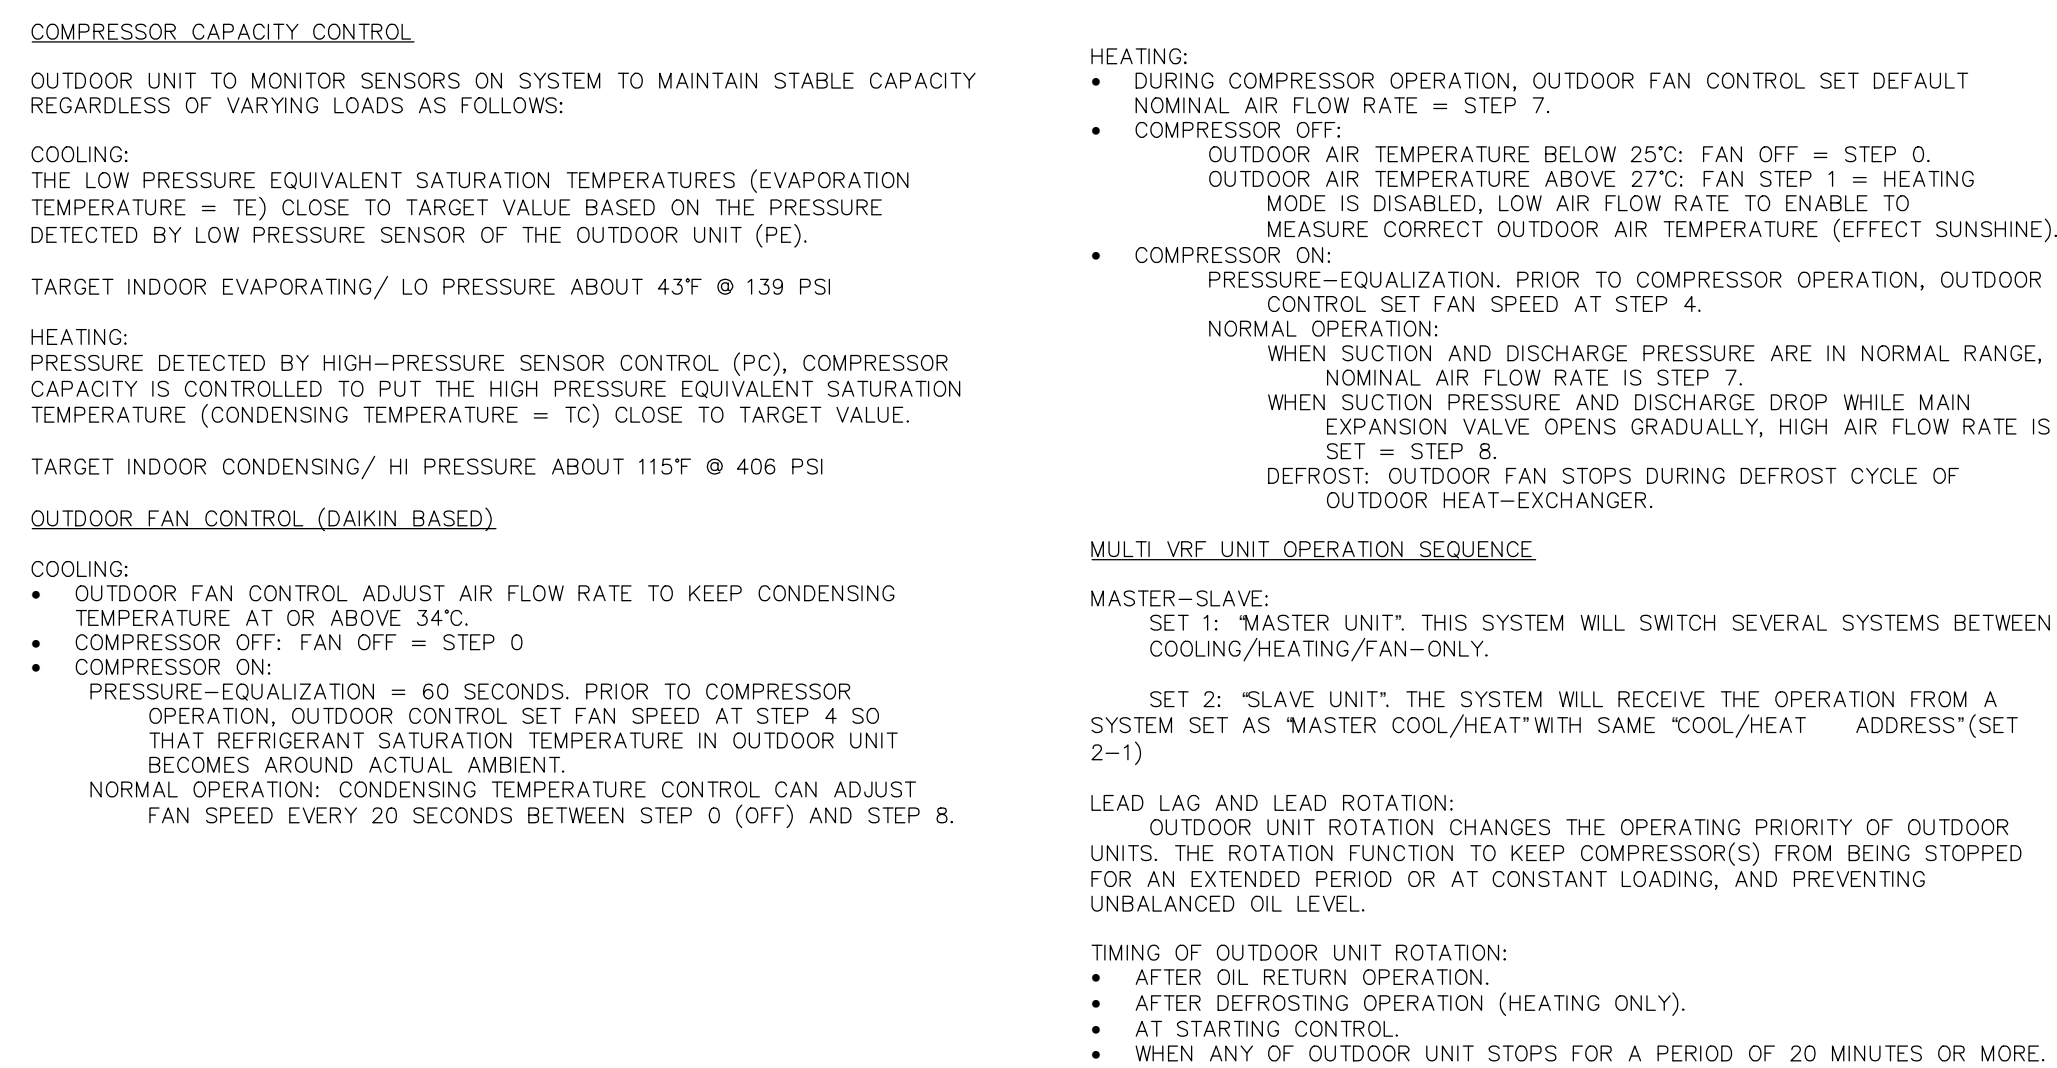 COMPRESSOR CAPACITY CONTROL
OUTDOOR UNIT TO MONITOR SENSORS ON SYSTEM TO MAINTAIN STABLE CAPACITY
REGARDLESS OF VARYING LOADS AS FOLLOWS:
COOLING:
THE LOW PRESSURE EQUIVALENT SATURATION TEMPERATURES (EVAPORATION
TEMPERATURE = TE) CLOSE TO TARGET VALUE BASED ON THE PRESSURE
DETECTED BY LOW PRESSURE SENSOR OF THE OUTDOOR UNIT (PE).
TARGET INDOOR EVAPORATING/ LO PRESSURE ABOUT 43°F @ 139 PSI
HEATING:
PRESSURE DETECTED BY HIGH-PRESSURE SENSOR CONTROL (PC), COMPRESSOR
CAPACITY IS CONTROLLED TO PUT THE HIGH PRESSURE EQUIVALENT SATURATION
TEMPERATURE (CONDENSING TEMPERATURE = TC) CLOSE TO TARGET VALUE.
TARGET INDOOR CONDENSING/ HI PRESSURE ABOUT 115°F @ 406 PSI
OUTDOOR FAN CONTROL (DAIKIN BASED)
COOLING:
• OUTDOOR FAN CONTROL ADJUST AIR FLOW RATE TO KEEP CONDENSING
TEMPERATURE AT OR ABOVE 34°C.
• COMPRESSOR OFF: FAN OFF = STEP 0
• COMPRESSOR ON:
PRESSURE-EQUALIZATION = 60 SECONDS. PRIOR TO COMPRESSOR
OPERATION, OUTDOOR CONTROL SET FAN SPEED AT STEP 4 SO
THAT REFRIGERANT SATURATION TEMPERATURE IN OUTDOOR UNIT
BECOMES AROUND ACTUAL AMBIENT.
NORMAL OPERATION: CONDENSING TEMPERATURE CONTROL CAN ADJUST
FAN SPEED EVERY 20 SECONDS BETWEEN STEP 0 (OFF) AND STEP 8.
HEATING:
• DURING COMPRESSOR OPERATION, OUTDOOR FAN CONTROL SET DEFAULT
NOMINAL AIR FLOW RATE = STEP 7.
• COMPRESSOR OFF:
OUTDOOR AIR TEMPERATURE BELOW 25°C: FAN OFF = STEP 0.
OUTDOOR AIR TEMPERATURE ABOVE 27°C: FAN STEP 1 = HEATING
MODE IS DISABLED, LOW AIR FLOW RATE TO ENABLE TO
MEASURE CORRECT OUTDOOR AIR TEMPERATURE (EFFECT SUNSHINE).
• COMPRESSOR ON:
PRESSURE-EQUALIZATION. PRIOR TO COMPRESSOR OPERATION, OUTDOOR
CONTROL SET FAN SPEED AT STEP 4.
NORMAL OPERATION:
WHEN SUCTION AND DISCHARGE PRESSURE ARE IN NORMAL RANGE,
NOMINAL AIR FLOW RATE IS STEP 7.
WHEN SUCTION PRESSURE AND DISCHARGE DROP WHILE MAIN
EXPANSION VALVE OPENS GRADUALLY, HIGH AIR FLOW RATE IS
SET = STEP 8.
DEFROST: OUTDOOR FAN STOPS DURING DEFROST CYCLE OF
OUTDOOR HEAT-EXCHANGER.
MULTI VRF UNIT OPERATION SEQUENCE
MASTER-SLAVE:
SET 1: “MASTER UNIT”. THIS SYSTEM WILL SWITCH SEVERAL SYSTEMS BETWEEN
COOLING/HEATING/FAN-ONLY.
SET 2: “SLAVE UNIT”. THE SYSTEM WILL RECEIVE THE OPERATION FROM A
SYSTEM SET AS “MASTER COOL/HEAT” WITH SAME “COOL/HEAT ADDRESS” (SET
2-1)
LEAD LAG AND LEAD ROTATION:
OUTDOOR UNIT ROTATION CHANGES THE OPERATING PRIORITY OF OUTDOOR
UNITS. THE ROTATION FUNCTION TO KEEP COMPRESSOR(S) FROM BEING STOPPED
FOR AN EXTENDED PERIOD OR AT CONSTANT LOADING, AND PREVENTING
UNBALANCED OIL LEVEL.
TIMING OF OUTDOOR UNIT ROTATION:
• AFTER OIL RETURN OPERATION.
• AFTER DEFROSTING OPERATION (HEATING ONLY).
• AT STARTING CONTROL.
• WHEN ANY OF OUTDOOR UNIT STOPS FOR A PERIOD OF 20 MINUTES OR MORE.